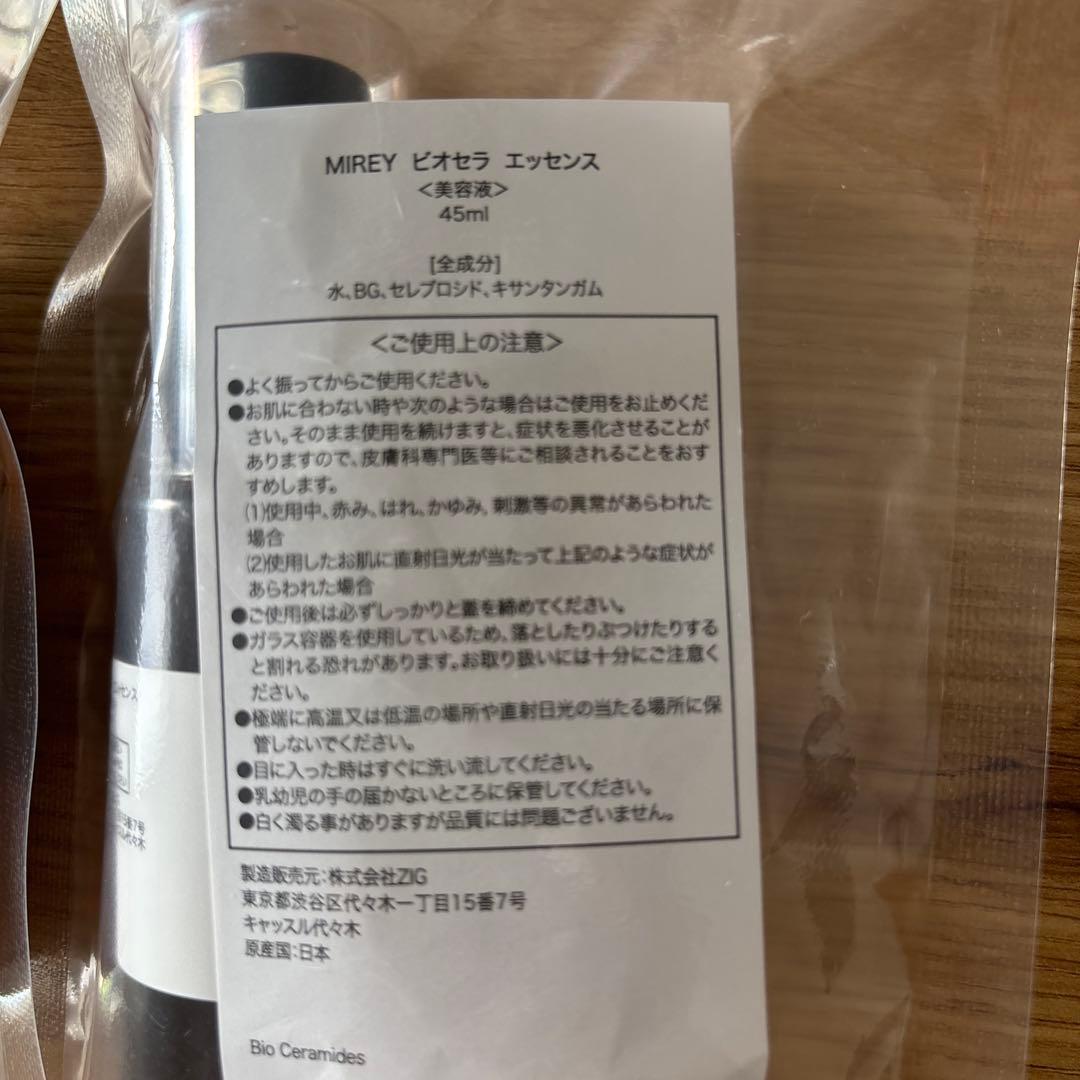 MIREY ビオセラ エッセンス
＜美容液＞
45ml
[全成分]
水、BG、セレブロシド、キサンタンガム
＜ご使用上の注意＞
●よく振ってからご使用ください。
●お肌に合わない時や次のような場合はご使用をお止めくだ
さい。そのまま使用を続けますと、症状を悪化させることが
ありますので、皮膚科専門医等にご相談されることをおす
すめします。
(1)使用中、赤み、はれ、かゆみ、刺激等の異常があらわれた
場合
(2)使用したお肌に直射日光が当たって上記のような症状が
あらわれた場合
●ご使用後は必ずしっかりと蓋を締めてください。
●ガラス容器を使用しているため、落としたりぶつけたりする
と割れる恐れがあります。お取り扱いには十分にご注意く
ださい。
●極端に高温又は低温の場所や直射日光の当たる場所に保
管しないでください。
●目に入った時はすぐに洗い流してください。
●乳幼児の手の届かないところに保管してください。
●白く濁る事がありますが品質には問題ございません。
製造販売元：株式会社ZIG
東京都渋谷区代々木一丁目15番7号
キャッスル代々木
原産国：日本
Bio Ceramides
ッセンス
5番7号
ル代々木